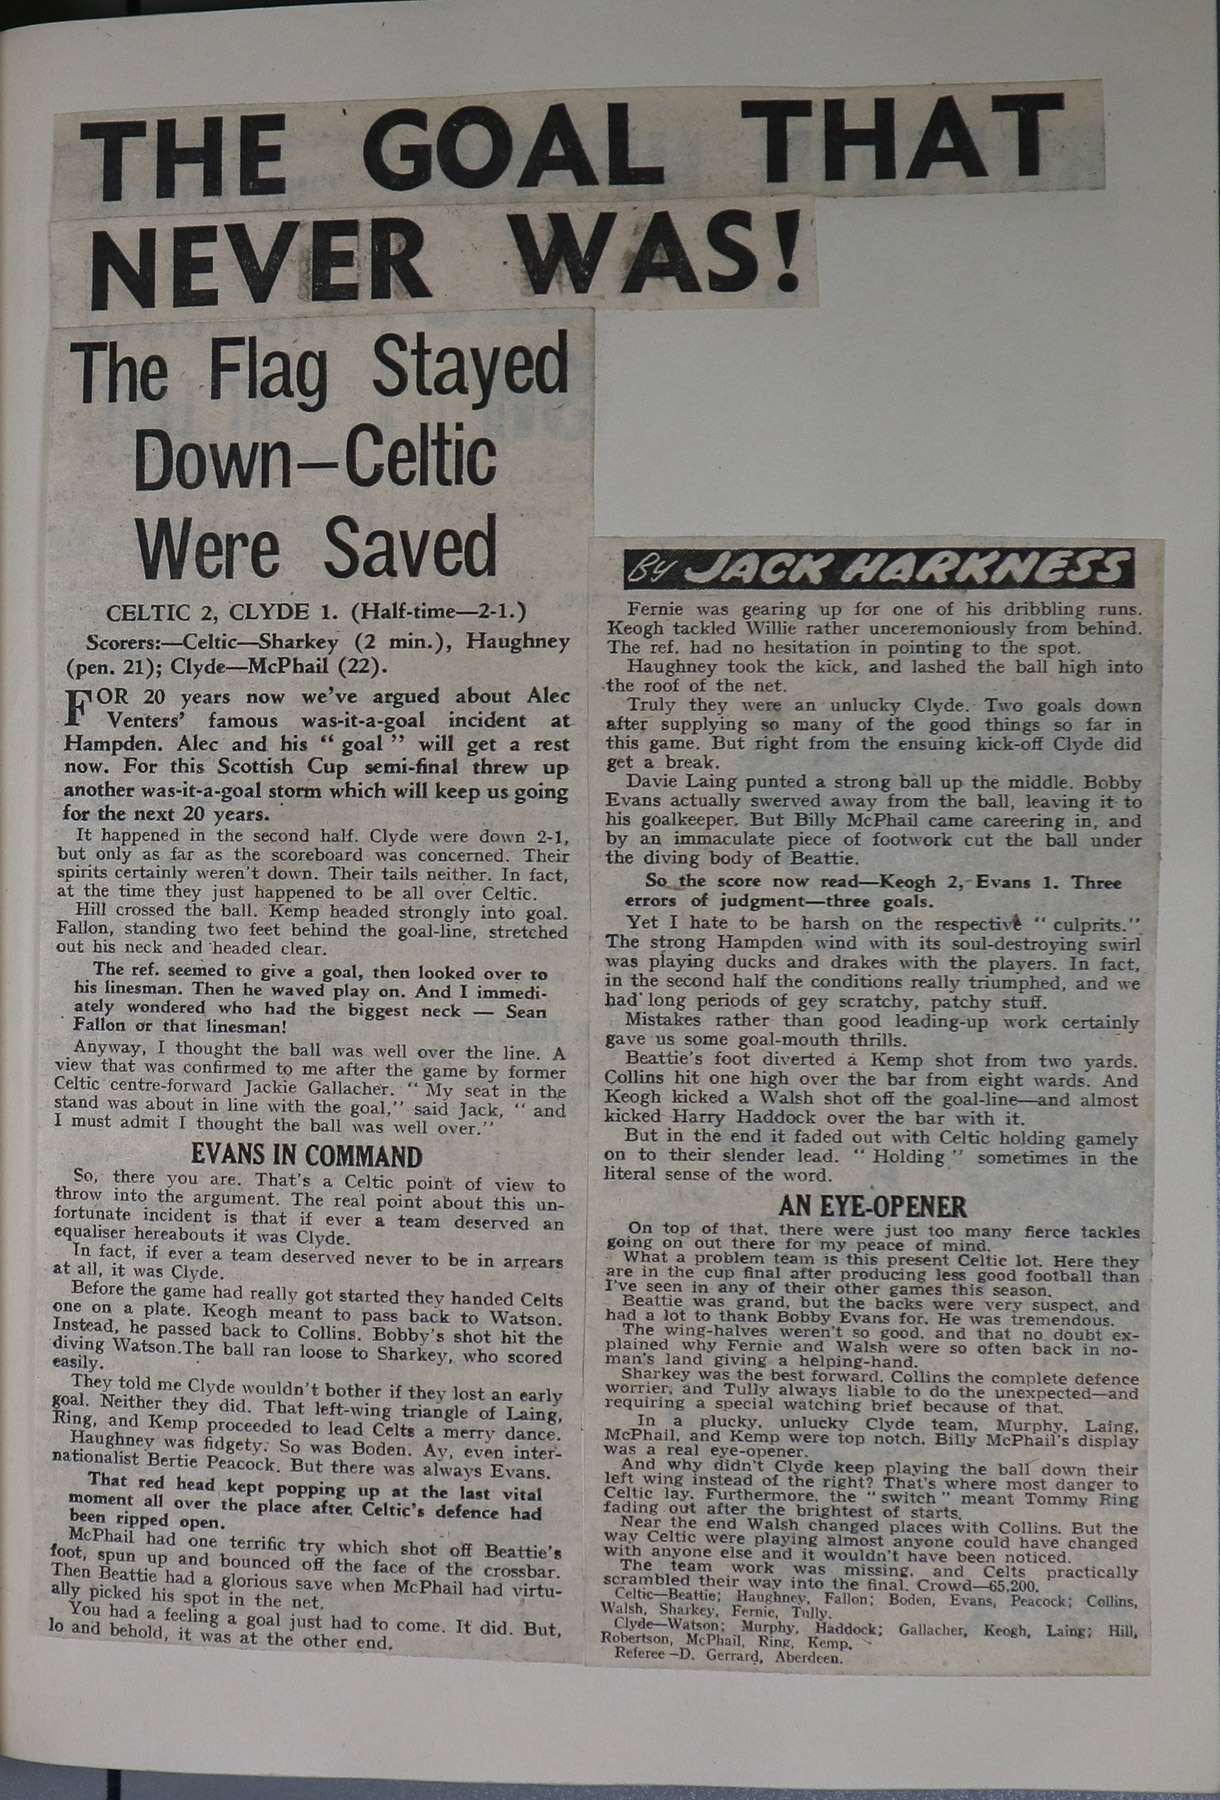 THE GOAL THAT
NEVER WAS!
The Flag Stayed
Down—Celtic
Were Saved
CELTIC 2, CLYDE 1. (Half-time—2-1.)
Scorers:—Celtic—Sharkey (2 min.), Haughney
(pen. 21); Clyde—McPhail (22).
FOR 20 years now we've argued about Alec
Venters' famous was-it-a-goal incident at
Hampden. Alec and his " goal " will get a rest
now. For this Scottish Cup semi-final threw up
another was-it-a-goal storm which will keep us going
for the next 20 years.
It happened in the second half. Clyde were down 2-1,
but only as far as the scoreboard was concerned. Their
spirits certainly weren't down. Their tails neither. In fact,
at the time they just happened to be all over Celtic.
Hill crossed the ball. Kemp headed strongly into goal.
Fallon, standing two feet behind the goal-line, stretched
out his neck and headed clear.
The ref. seemed to give a goal, then looked over to
his linesman. Then he waved play on. And I immedi-
ately wondered who had the biggest neck — Sean
Fallon or that linesman!
Anyway, I thought the ball was well over the line. A
view that was confirmed to me after the game by former
Celtic centre-forward Jackie Gallacher. " My seat in the
stand was about in line with the goal," said Jack, " and
I must admit I thought the ball was well over."
EVANS IN COMMAND
So, there you are. That's a Celtic point of view to
throw into the argument. The real point about this un-
fortunate incident is that if ever a team deserved an
equaliser hereabouts it was Clyde.
In fact, if ever a team deserved never to be in arrears
at all, it was Clyde.
Before the game had really got started they handed Celts
one on a plate. Keogh meant to pass back to Watson.
Instead, he passed back to Collins. Bobby's shot hit the
diving Watson.The ball ran loose to Sharkey, who scored
easily.
They told me Clyde wouldn't bother if they lost an early
goal. Neither they did. That left-wing triangle of Laing,
Ring, and Kemp proceeded to lead Celts a merry dance.
Haughney was fidgety. So was Boden. Ay, even inter-
nationalist Bertie Peacock. But there was always Evans.
That red head kept popping up at the last vital
moment all over the place after Celtic's defence had
been ripped open.
McPhail had one terrific try which shot off Beattie's
foot, spun up and bounced off the face of the crossbar.
Then Beattie had a glorious save when McPhail had virtu-
ally picked his spot in the net.
You had a feeling a goal just had to come. It did. But,
lo and behold, it was at the other end.
By JACK HARKNESS
Fernie was gearing up for one of his dribbling runs.
Keogh tackled Willie rather unceremoniously from behind.
The ref. had no hesitation in pointing to the spot.
Haughney took the kick, and lashed the ball high into
the roof of the net.
Truly they were an unlucky Clyde. Two goals down
after supplying so many of the good things so far in
this game. But right from the ensuing kick-off Clyde did
get a break.
Davie Laing punted a strong ball up the middle. Bobby
Evans actually swerved away from the ball, leaving it to
his goalkeeper. But Billy McPhail came careering in, and
by an immaculate piece of footwork cut the ball under
the diving body of Beattie.
So the score now read—Keogh 2, Evans 1. Three
errors of judgment—three goals.
Yet I hate to be harsh on the respective " culprits."
The strong Hampden wind with its soul-destroying swirl
was playing ducks and drakes with the players. In fact,
in the second half the conditions really triumphed, and we
had long periods of gey scratchy, patchy stuff.
Mistakes rather than good leading-up work certainly
gave us some goal-mouth thrills.
Beattie's foot diverted a Kemp shot from two yards.
Collins hit one high over the bar from eight wards. And
Keogh kicked a Walsh shot off the goal-line—and almost
kicked Harry Haddock over the bar with it.
But in the end it faded out with Celtic holding gamely
on to their slender lead. " Holding " sometimes in the
literal sense of the word.
AN EYE-OPENER
On top of that, there were just too many fierce tackles
going on out there for my peace of mind.
What a problem team is this present Celtic lot. Here they
are in the cup final after producing less good football than
I've seen in any of their other games this season.
Beattie was grand, but the backs were very suspect, and
had a lot to thank Bobby Evans for. He was tremendous.
The wing-halves weren't so good, and that no doubt ex-
plained why Fernie and Walsh were so often back in no-
man's land giving a helping-hand.
Sharkey was the best forward, Collins the complete defence
worrier, and Tully always liable to do the unexpected—and
requiring a special watching brief because of that.
In a plucky, unlucky Clyde team, Murphy, Laing,
McPhail, and Kemp were top notch. Billy McPhail's display
was a real eye-opener.
And why didn't Clyde keep playing the ball down their
left wing instead of the right? That's where most danger to
Celtic lay. Furthermore, the " switch " meant Tommy Ring
fading out after the brightest of starts.
Near the end Walsh changed places with Collins. But the
way Celtic were playing almost anyone could have changed
with anyone else and it wouldn't have been noticed.
The team work was missing, and Celts practically
scrambled their way into the final. Crowd—65,200.
Celtic—Beattie; Haughney, Fallon; Boden, Evans, Peacock; Collins,
Walsh, Sharkey, Fernie, Tully.
Clyde—Watson; Murphy, Haddock; Gallacher, Keogh, Laing; Hill,
Robertson, McPhail, Ring, Kemp.
Referee—D. Gerrard, Aberdeen.